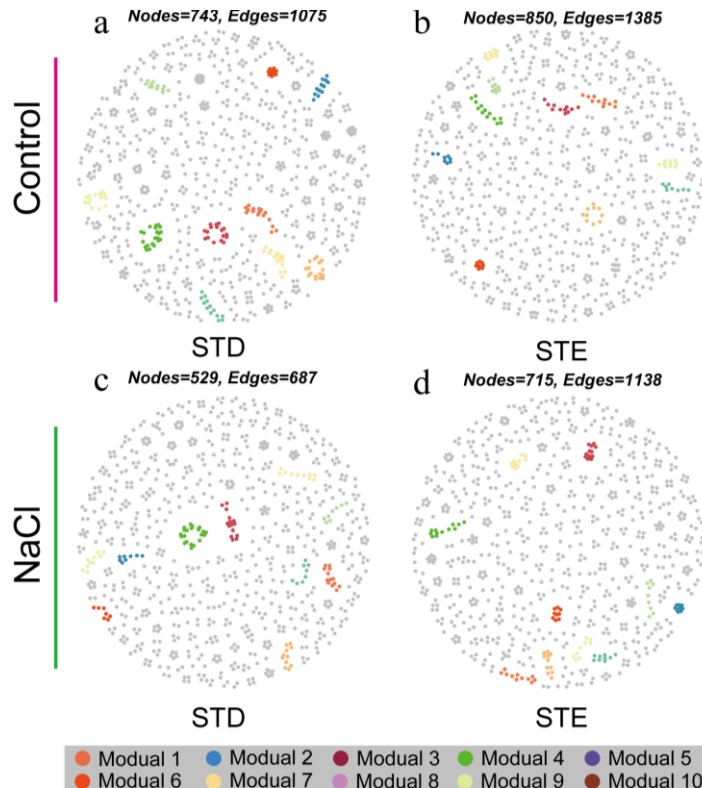 a Nodes=743, Edges=1075
b Nodes=850, Edges=1385
Control
STD
STE
c Nodes=529, Edges=687
d Nodes=715, Edges=1138
NaCl
STD
STE
Modual 1 Modual 2 Modual 3 Modual 4 Modual 5
Modual 6 Modual 7 Modual 8 Modual 9 Modual 10